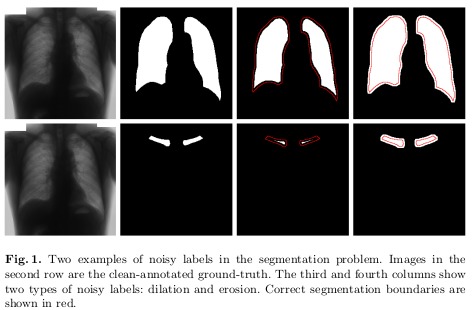 Fig. 1. Two examples of noisy labels in the segmentation problem. Images in the
second row are the clean-annotated ground-truth. The third and fourth columns show
two types of noisy labels: dilation and erosion. Correct segmentation boundaries are
shown in red.